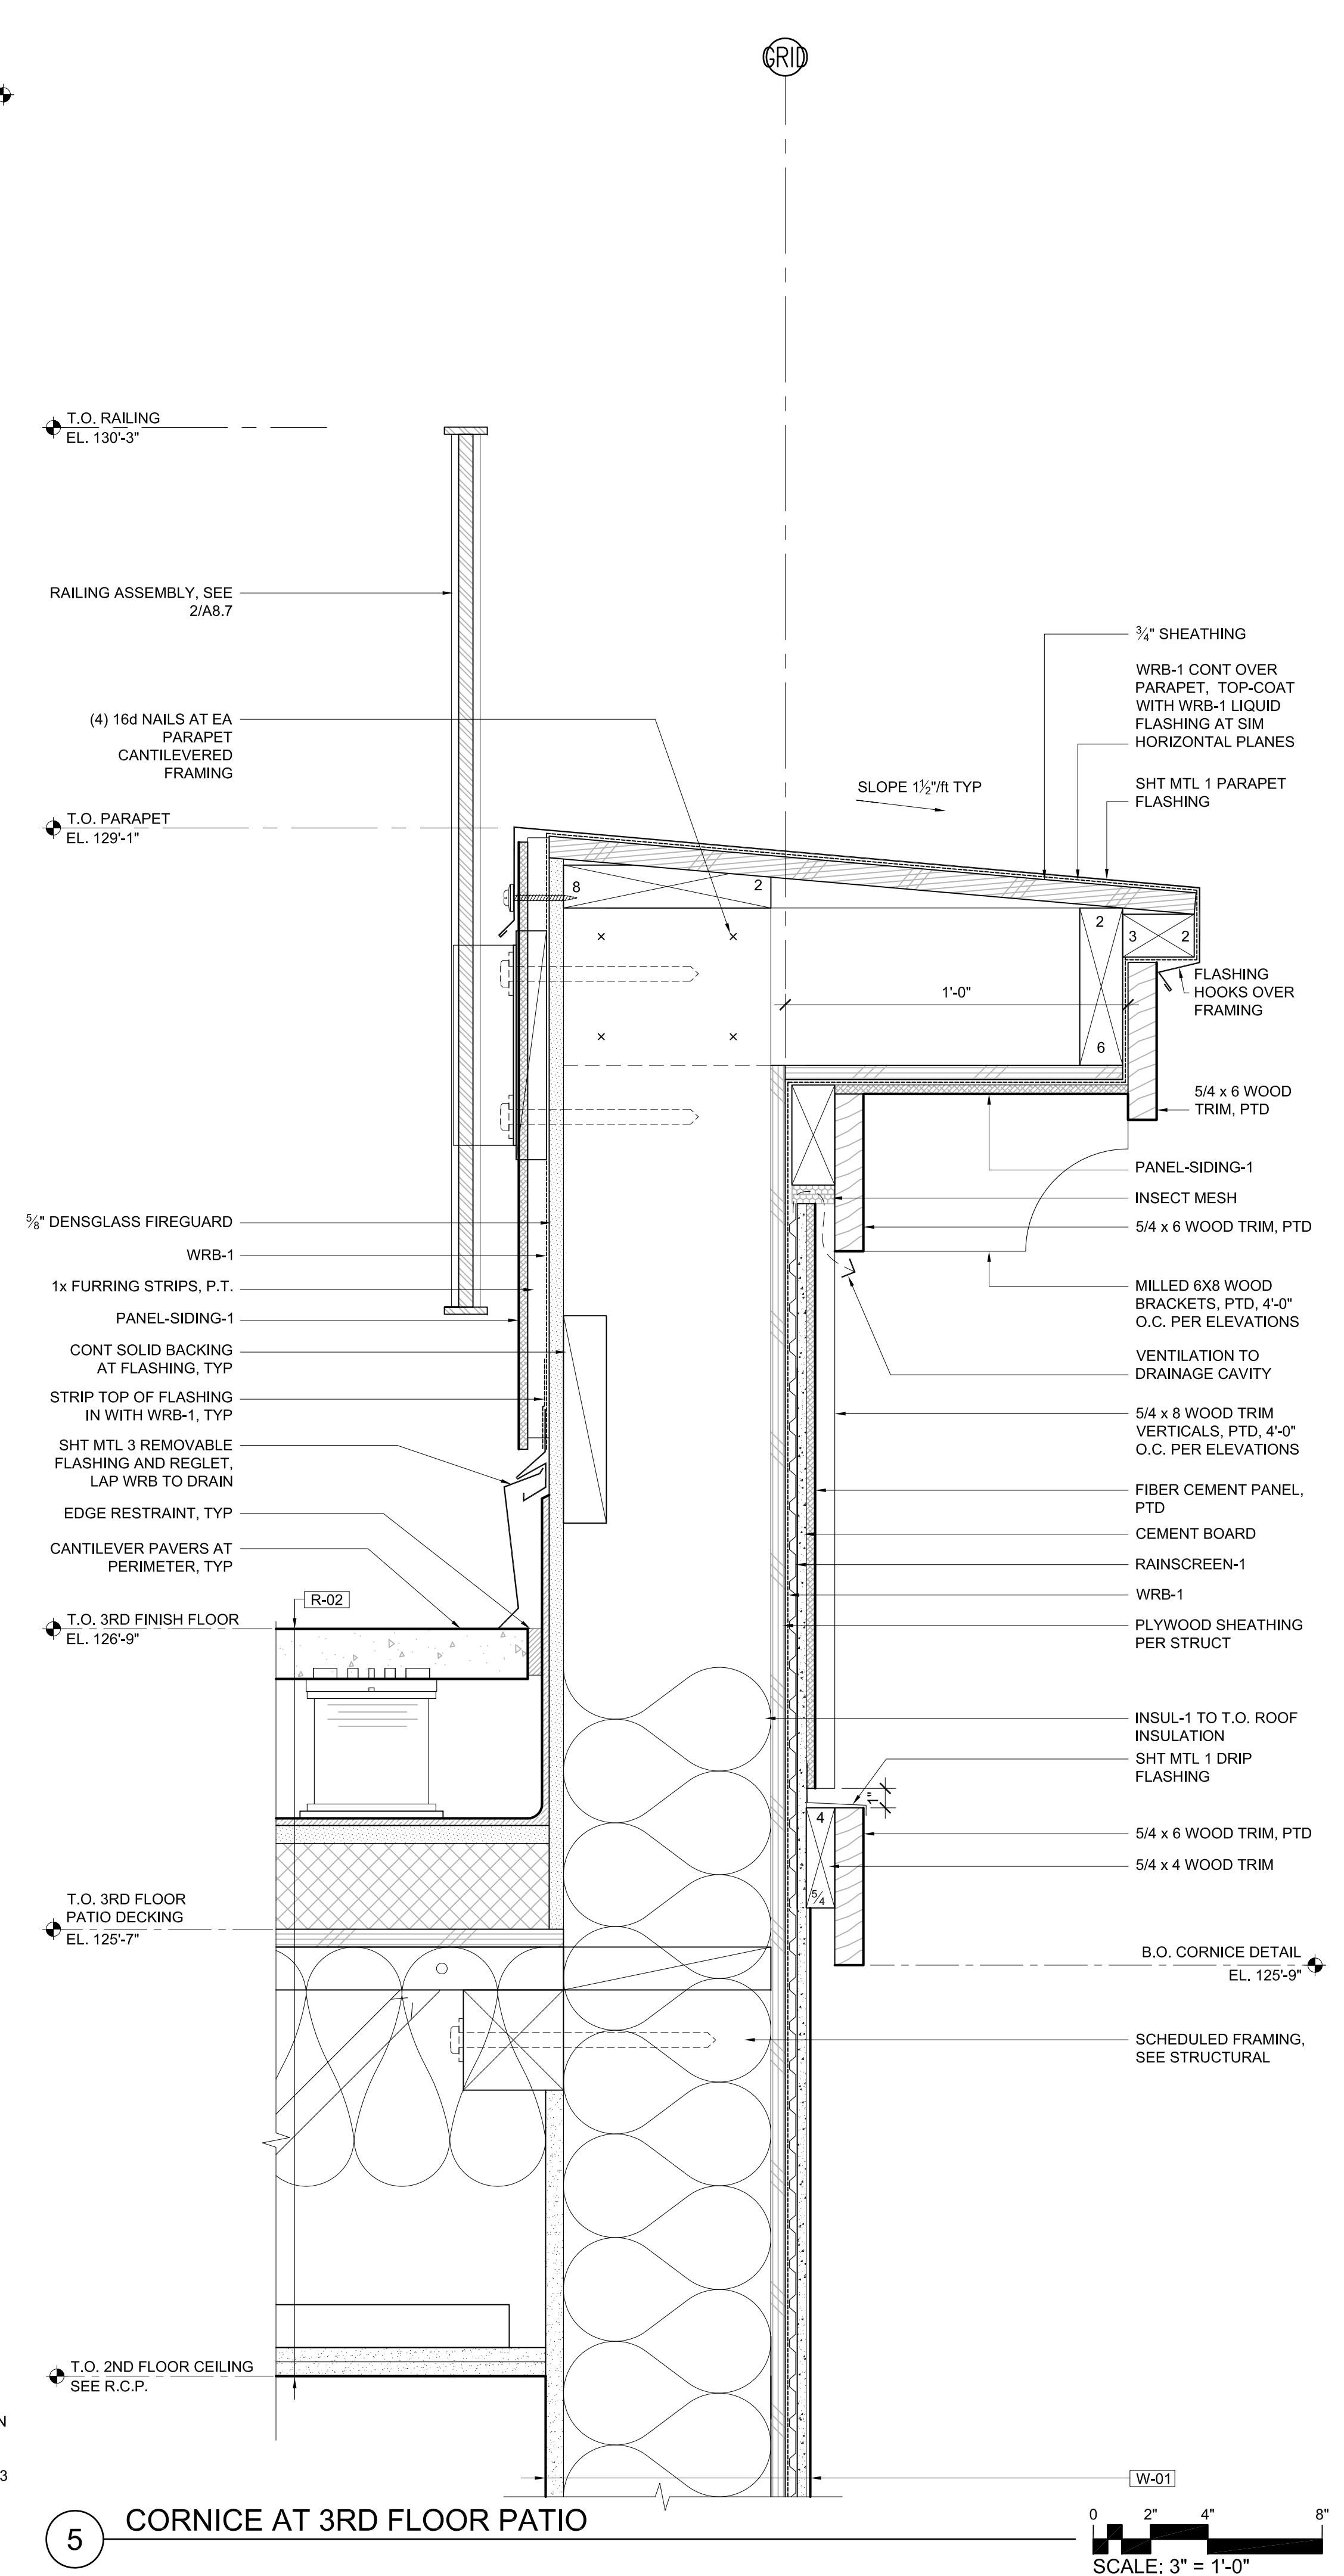 GRID
T.O. RAILING
EL. 130'-3"
RAILING ASSEMBLY, SEE
2/A8.7
(4) 16d NAILS AT EA
PARAPET
CANTILEVERED
FRAMING
T.O. PARAPET
EL. 129'-1"
5/8" DENSGLASS FIREGUARD
WRB-1
1x FURRING STRIPS, P.T.
PANEL-SIDING-1
CONT SOLID BACKING
AT FLASHING, TYP
STRIP TOP OF FLASHING
IN WITH WRB-1, TYP
SHT MTL 3 REMOVABLE
FLASHING AND REGLET,
LAP WRB TO DRAIN
EDGE RESTRAINT, TYP
CANTILEVER PAVERS AT
PERIMETER, TYP
R-02
T.O. 3RD FINISH FLOOR
EL. 126'-9"
T.O. 3RD FLOOR
PATIO DECKING
EL. 125'-7"
T.O. 2ND FLOOR CEILING
SEE R.C.P.
N
3
SLOPE 1½"/ft TYP
8
2
2
6
3
2
1'-0"
3/4" SHEATHING
WRB-1 CONT OVER
PARAPET, TOP-COAT
WITH WRB-1 LIQUID
FLASHING AT SIM
HORIZONTAL PLANES
SHT MTL 1 PARAPET
FLASHING
FLASHING
HOOKS OVER
FRAMING
5/4 x 6 WOOD
TRIM, PTD
PANEL-SIDING-1
INSECT MESH
5/4 x 6 WOOD TRIM, PTD
MILLED 6X8 WOOD
BRACKETS, PTD, 4'-0"
O.C. PER ELEVATIONS
VENTILATION TO
DRAINAGE CAVITY
5/4 x 8 WOOD TRIM
VERTICALS, PTD, 4'-0"
O.C. PER ELEVATIONS
FIBER CEMENT PANEL,
PTD
CEMENT BOARD
RAINSCREEN-1
WRB-1
PLYWOOD SHEATHING
PER STRUCT
INSUL-1 TO T.O. ROOF
INSULATION
SHT MTL 1 DRIP
FLASHING
1"
4
5/4
5/4 x 6 WOOD TRIM, PTD
5/4 x 4 WOOD TRIM
B.O. CORNICE DETAIL
EL. 125'-9"
SCHEDULED FRAMING,
SEE STRUCTURAL
W-01
5
CORNICE AT 3RD FLOOR PATIO
0 2" 4" 8"
SCALE: 3" = 1'-0"